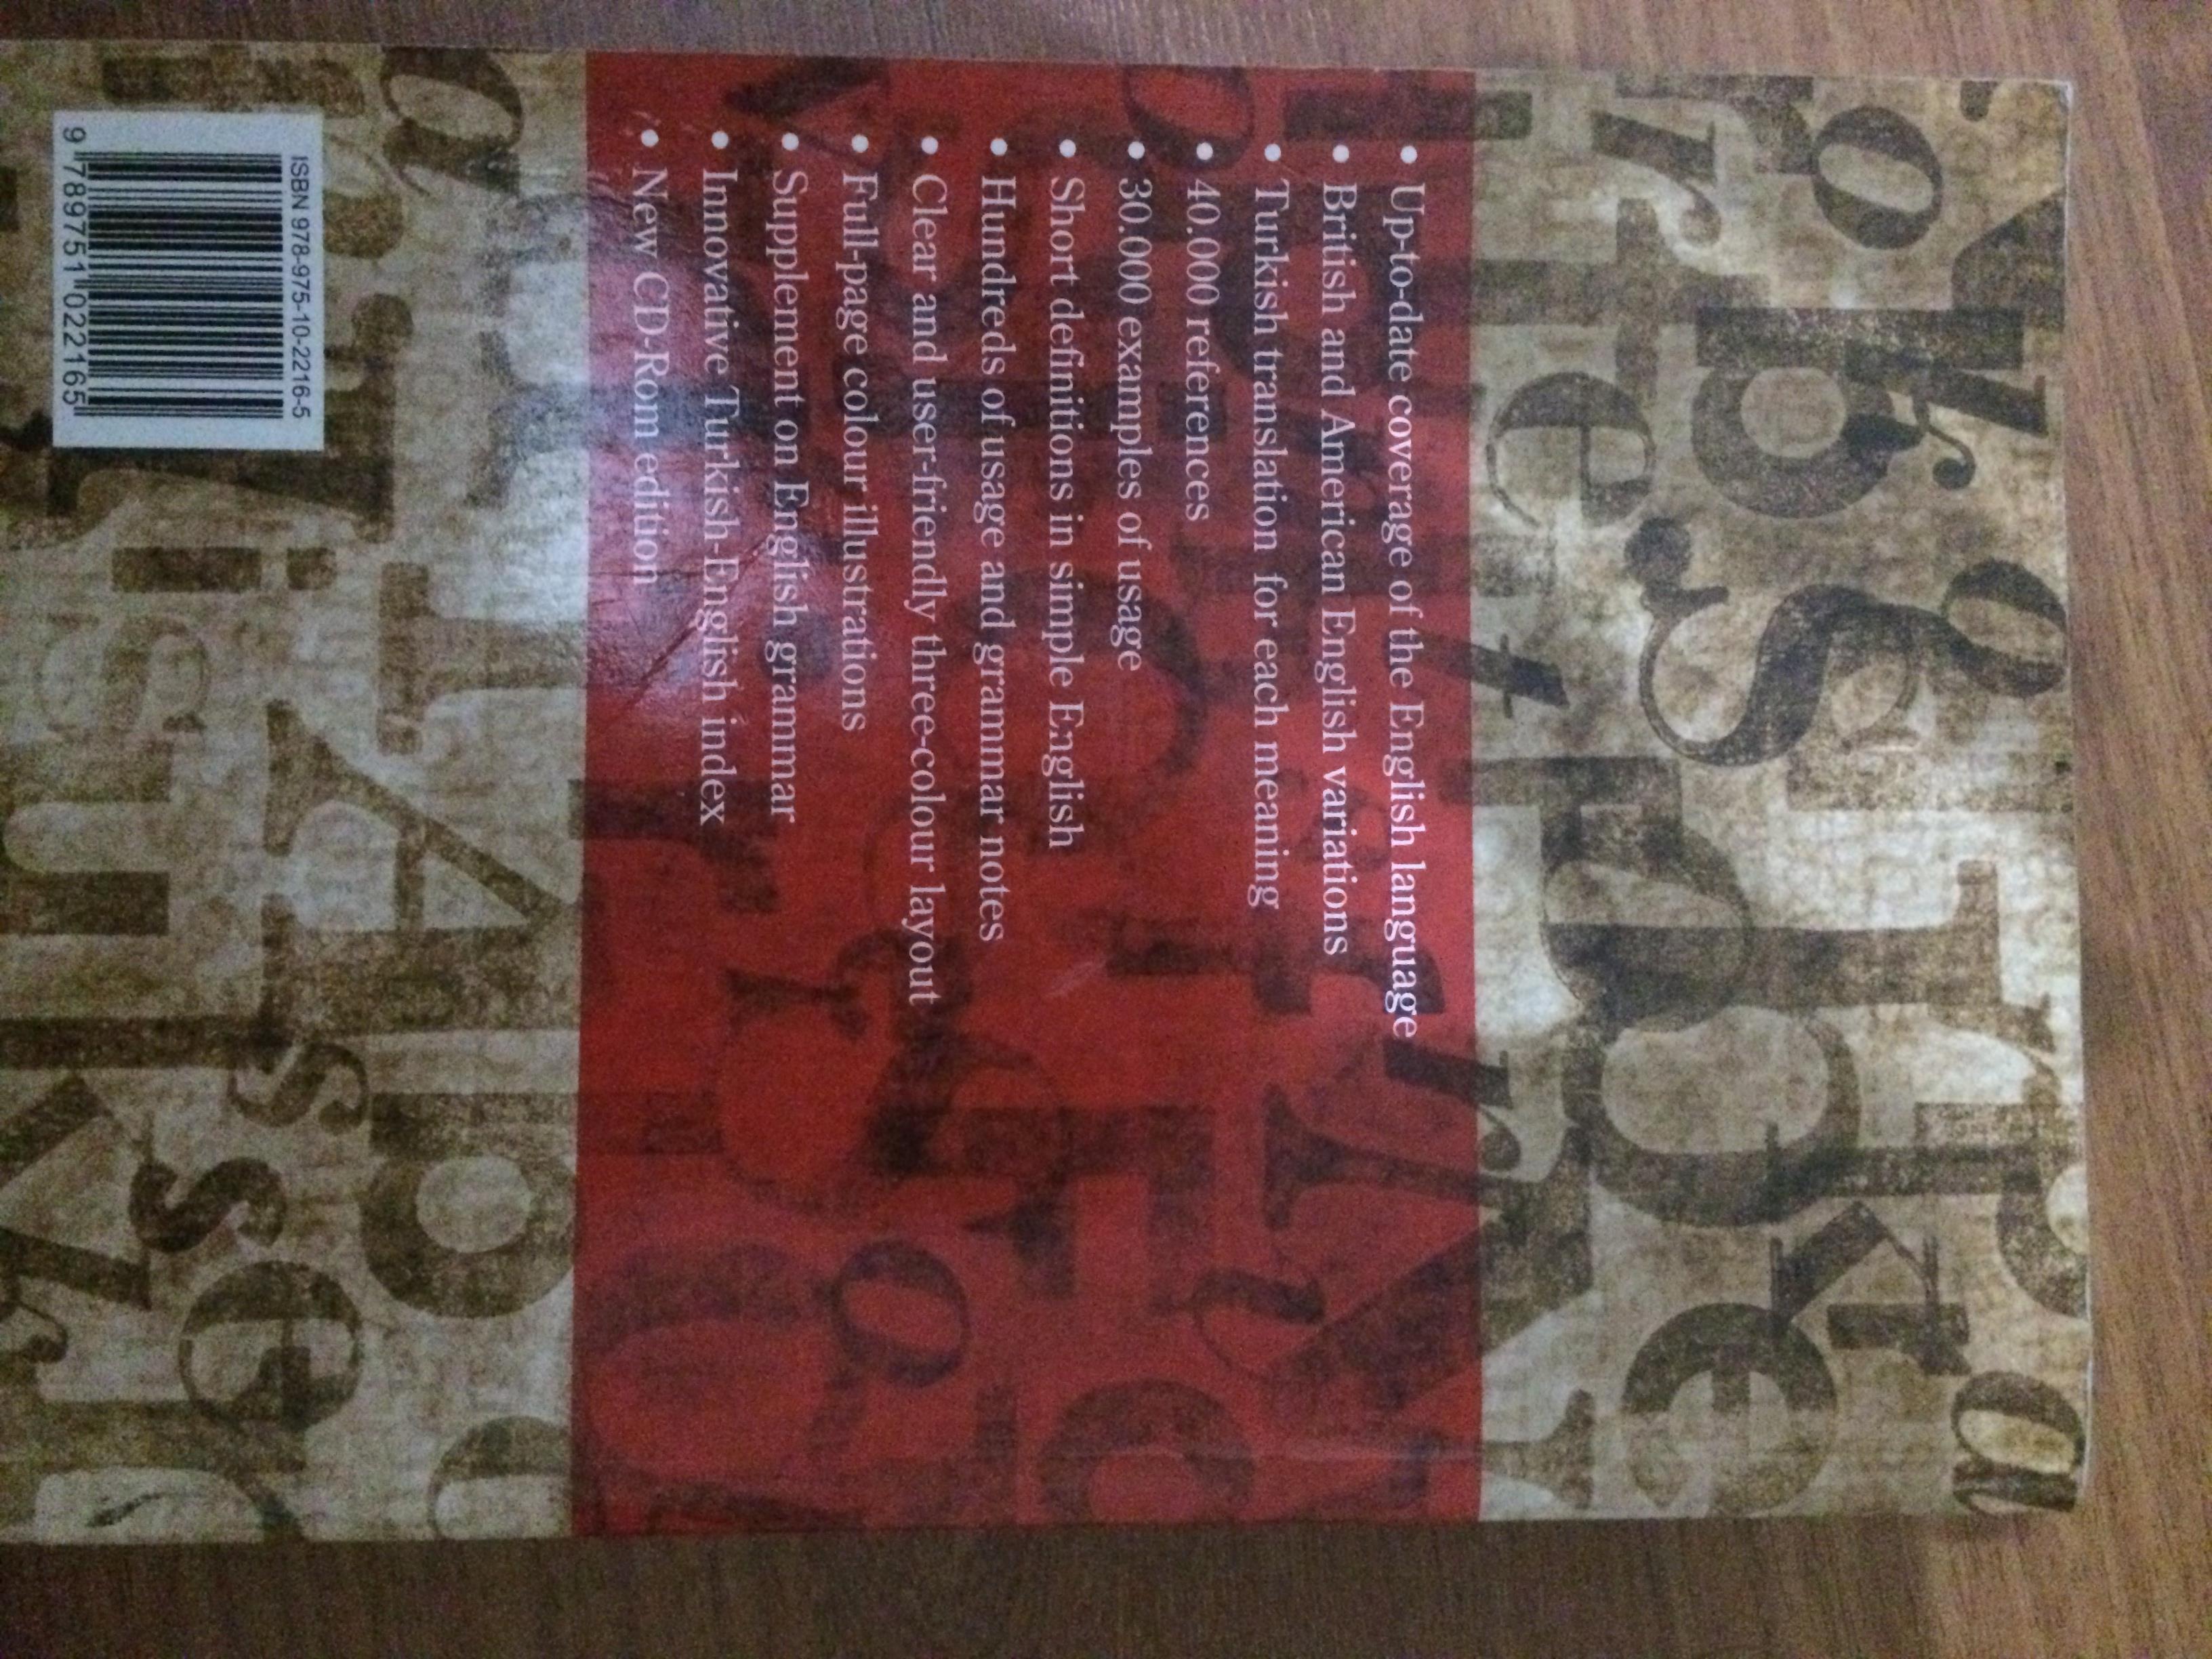 • Up-to-date coverage of the English language
• British and American English variations
• Turkish translation for each meaning
• 40.000 references
• 30.000 examples of usage
• Short definitions in simple English
• Hundreds of usage and grammar notes
• Clear and user-friendly three-colour layout
• Full-page colour illustrations
• Supplement on English grammar
• Innovative Turkish-English index
• New CD-Rom edition
ISBN 978-975-10-2216-5
9 789751 022165